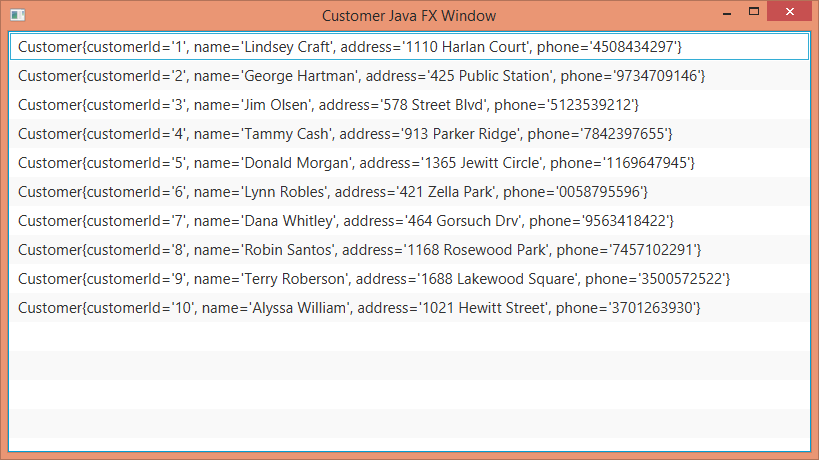 Customer Java FX Window
Customer{customerId='1', name='Lindsey Craft', address='1110 Harlan Court', phone='4508434297'}
Customer{customerId='2', name='George Hartman', address='425 Public Station', phone='9734709146'}
Customer{customerId='3', name='Jim Olsen', address='578 Street Blvd', phone='5123539212'}
Customer{customerId='4', name='Tammy Cash', address='913 Parker Ridge', phone='7842397655'}
Customer{customerId='5', name='Donald Morgan', address='1365 Jewitt Circle', phone='1169647945'}
Customer{customerId='6', name='Lynn Robles', address='421 Zella Park', phone='0058795596'}
Customer{customerId='7', name='Dana Whitley', address='464 Gorsuch Drv', phone='9563418422'}
Customer{customerId='8', name='Robin Santos', address='1168 Rosewood Park', phone='7457102291'}
Customer{customerId='9', name='Terry Roberson', address='1688 Lakewood Square', phone='3500572522'}
Customer{customerId='10', name='Alyssa William', address='1021 Hewitt Street', phone='3701263930'}